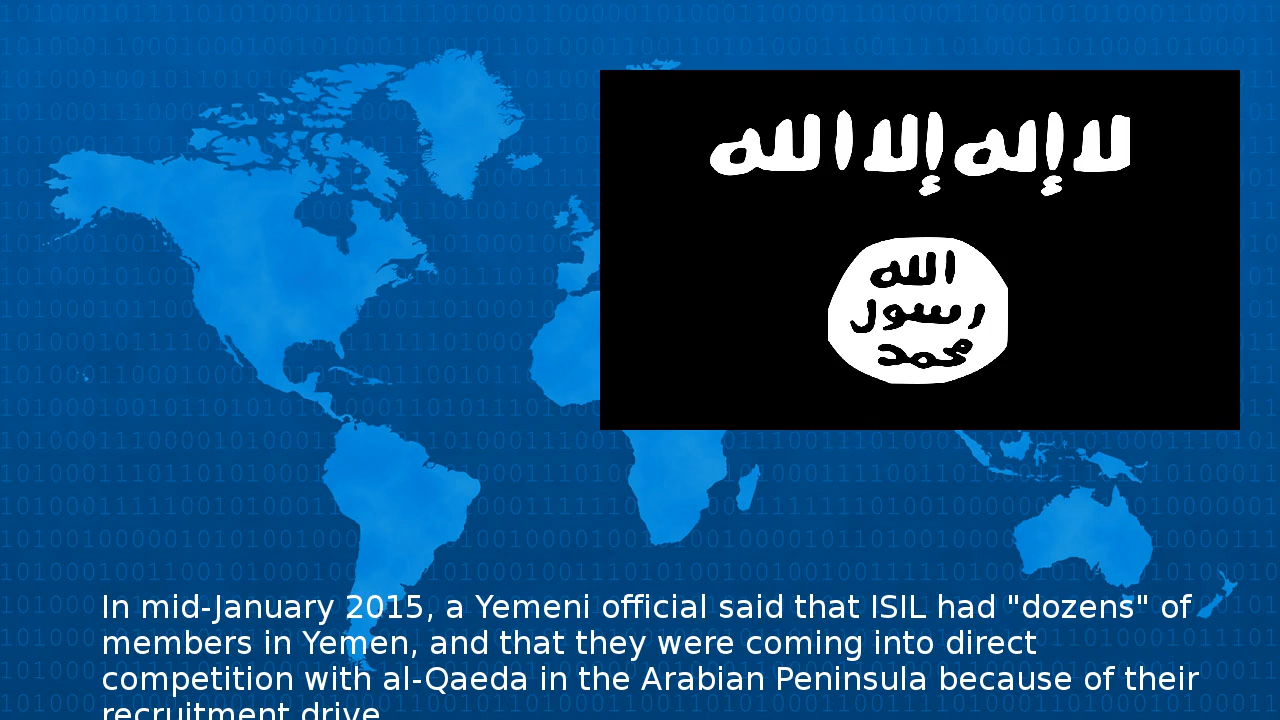 لا إله إلا الله
الله
رسول
محمد
In mid-January 2015, a Yemeni official said that ISIL had "dozens" of
members in Yemen, and that they were coming into direct
competition with al-Qaeda in the Arabian Peninsula because of their
recruitment drive.